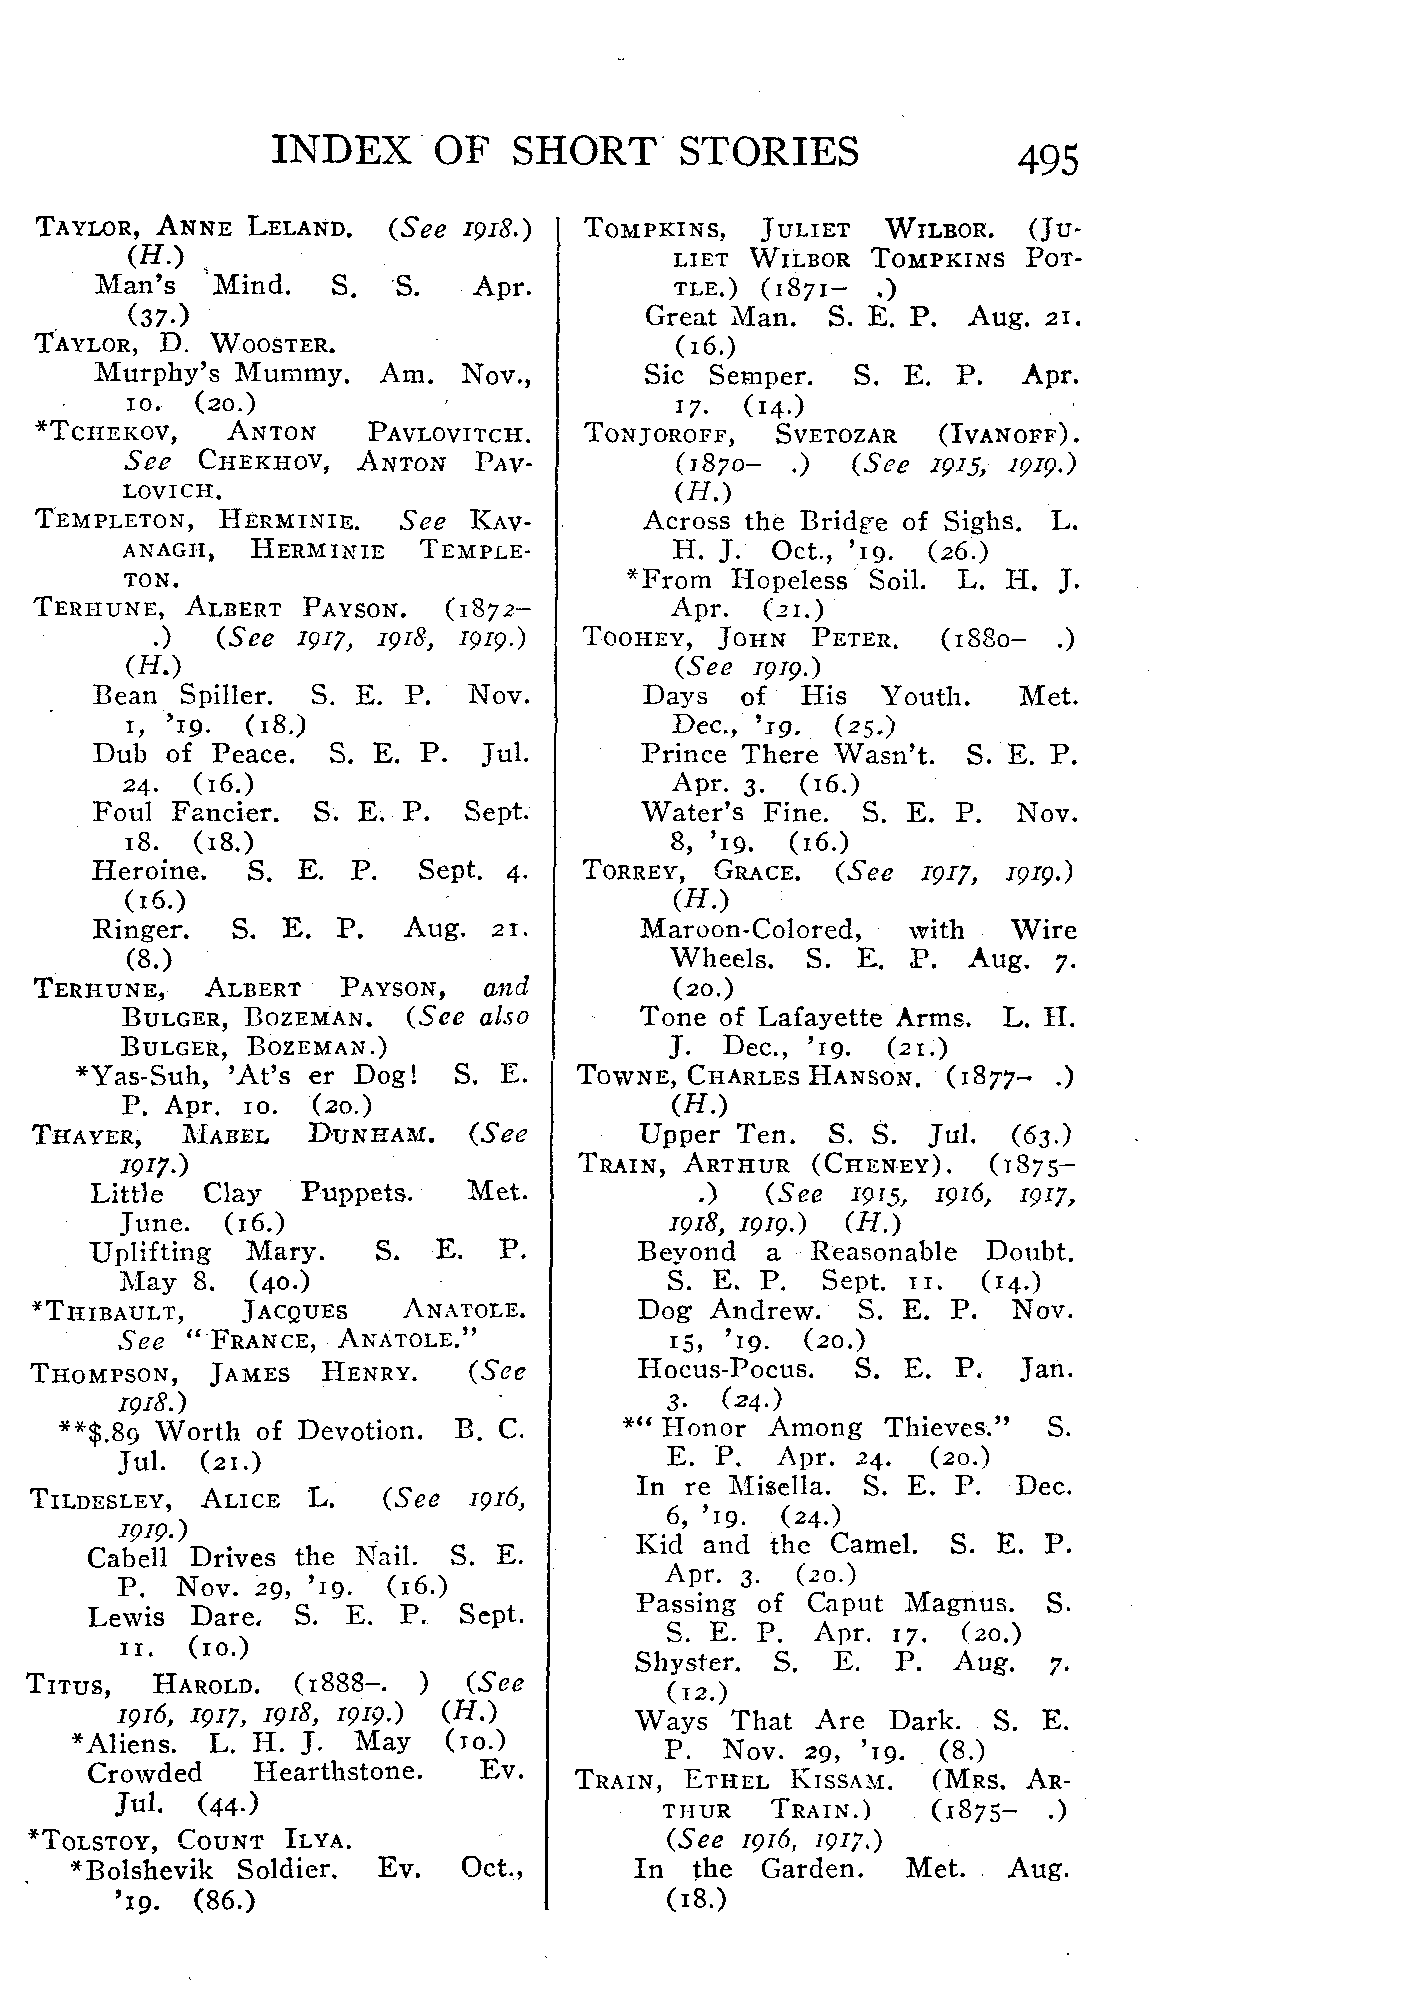 INDEX OF SHORT STORIES 495
TAYLOR, ANNE LELAND. (See 1918.)
(H.)
Man's Mind. S. S. Apr.
(37.)
TAYLOR, D. WOOSTER.
Murphy's Mummy. Am. Nov.,
10. (20.)
*TCHEKOV, ANTON PAVLOVITCH.
See CHEKHOV, ANTON PAV-
LOVICH.
TEMPLETON, HERMINIE. See KAV-
ANAGH, HERMINIE TEMPLE-
TON.
TERHUNE, ALBERT PAYSON. (1872–
.) (See 1917, 1918, 1919.)
(H.)
Bean Spiller. S. E. P. Nov.
1, '19. (18.)
Dub of Peace. S. E. P. Jul.
24. (16.)
Foul Fancier. S. E. P. Sept.
18. (18.)
Heroine. S. E. P. Sept. 4.
(16.)
Ringer. S. E. P. Aug. 21.
(8.)
TERHUNE, ALBERT PAYSON, and
BULGER, BOZEMAN. (See also
BULGER, BOZEMAN.)
*Yas-Suh, 'At's er Dog! S. E.
P. Apr. 10. (20.)
THAYER, MABEL DUNHAM. (See
1917.)
Little Clay Puppets. Met.
June. (16.)
Uplifting Mary. S. E. P.
May 8. (40.)
*THIBAULT, JACQUES ANATOLE.
See "FRANCE, ANATOLE."
THOMPSON, JAMES HENRY. (See
1918.)
**$.89 Worth of Devotion. B. C.
Jul. (21.)
TILDESLEY, ALICE L. (See 1916,
1919.)
Cabell Drives the Nail. S. E.
P. Nov. 29, '19. (16.)
Lewis Dare. S. E. P. Sept.
11. (10.)
TITUS, HAROLD. (1888–. ) (See
1916, 1917, 1918, 1919.) (H.)
*Aliens. L. H. J. May (10.)
Crowded Hearthstone. Ev.
Jul. (44.)
*TOLSTOY, COUNT ILYA.
*Bolshevik Soldier. Ev. Oct.,
'19. (86.)
TOMPKINS, JULIET WILBOR. (JU-
LIET WILBOR TOMPKINS POT-
TLE.) (1871– .)
Great Man. S. E. P. Aug. 21.
(16.)
Sic Semper. S. E. P. Apr.
17. (14.)
TONJOROFF, SVETOZAR (IVANOFF).
(1870– .) (See 1915, 1919.)
(H.)
Across the Bridge of Sighs. L.
H. J. Oct., '19. (26.)
*From Hopeless Soil. L. H. J.
Apr. (21.)
TOOHEY, JOHN PETER. (1880– .)
(See 1919.)
Days of His Youth. Met.
Dec., '19. (25.)
Prince There Wasn't. S. E. P.
Apr. 3. (16.)
Water's Fine. S. E. P. Nov.
8, '19. (16.)
TORREY, GRACE. (See 1917, 1919.)
(H.)
Maroon-Colored, with Wire
Wheels. S. E. P. Aug. 7.
(20.)
Tone of Lafayette Arms. L. H.
J. Dec., '19. (21.)
TOWNE, CHARLES HANSON. (1877– .)
(H.)
Upper Ten. S. S. Jul. (63.)
TRAIN, ARTHUR (CHENEY). (1875–
.) (See 1915, 1916, 1917,
1918, 1919.) (H.)
Beyond a Reasonable Doubt.
S. E. P. Sept. 11. (14.)
Dog Andrew. S. E. P. Nov.
15, '19. (20.)
Hocus-Pocus. S. E. P. Jan.
3. (24.)
*"Honor Among Thieves." S.
E. P. Apr. 24. (20.)
In re Misella. S. E. P. Dec.
6, '19. (24.)
Kid and the Camel. S. E. P.
Apr. 3. (20.)
Passing of Caput Magnus. S.
S. E. P. Apr. 17. (20.)
Shyster. S. E. P. Aug. 7.
(12.)
Ways That Are Dark. S. E.
P. Nov. 29, '19. (8.)
TRAIN, ETHEL KISSAM. (MRS. AR-
THUR TRAIN.) (1875– .)
(See 1916, 1917.)
In the Garden. Met. Aug.
(18.)